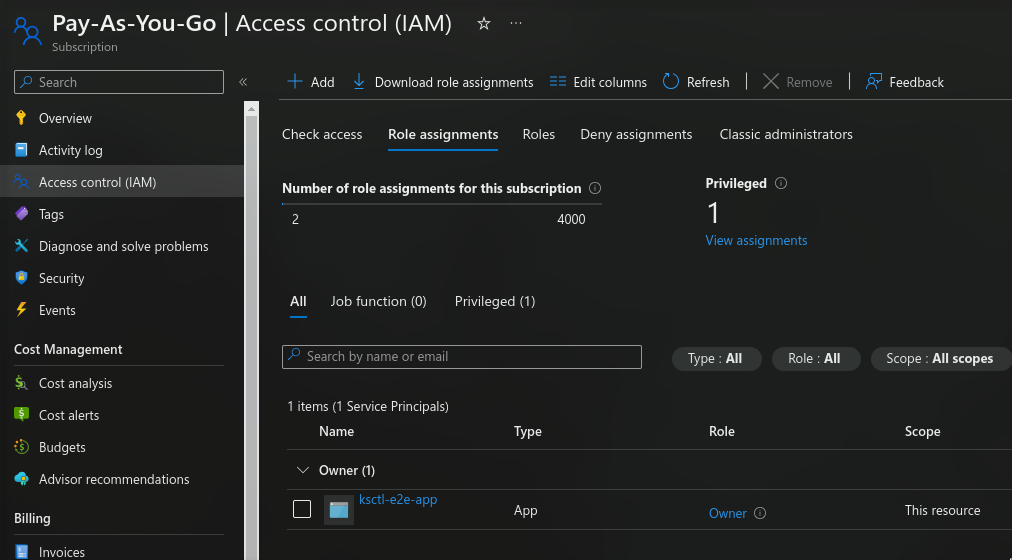 Pay-As-You-Go | Access control (IAM)
Subscription
Search
Overview
Activity log
Access control (IAM)
Tags
Diagnose and solve problems
Security
Events
Cost Management
Cost analysis
Cost alerts
Budgets
Advisor recommendations
Billing
Invoices
Add Download role assignments Edit columns Refresh Remove Feedback
Check access Role assignments Roles Deny assignments Classic administrators
Number of role assignments for this subscription
2 4000
Privileged
1
View assignments
All Job function (0) Privileged (1)
Search by name or email
Type : All Role : All Scope : All scopes
1 items (1 Service Principals)
Name Type Role Scope
Owner (1)
ksctl-e2e-app App Owner This resource